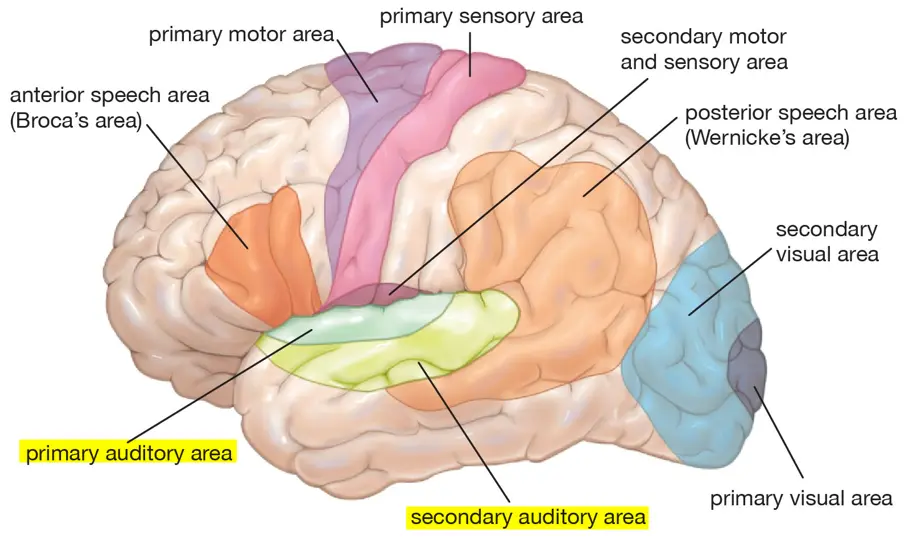 primary sensory area
primary motor area
secondary motor
and sensory area
anterior speech area
(Broca's area)
posterior speech area
(Wernicke's area)
secondary
visual area
primary auditory area
secondary auditory area
primary visual area